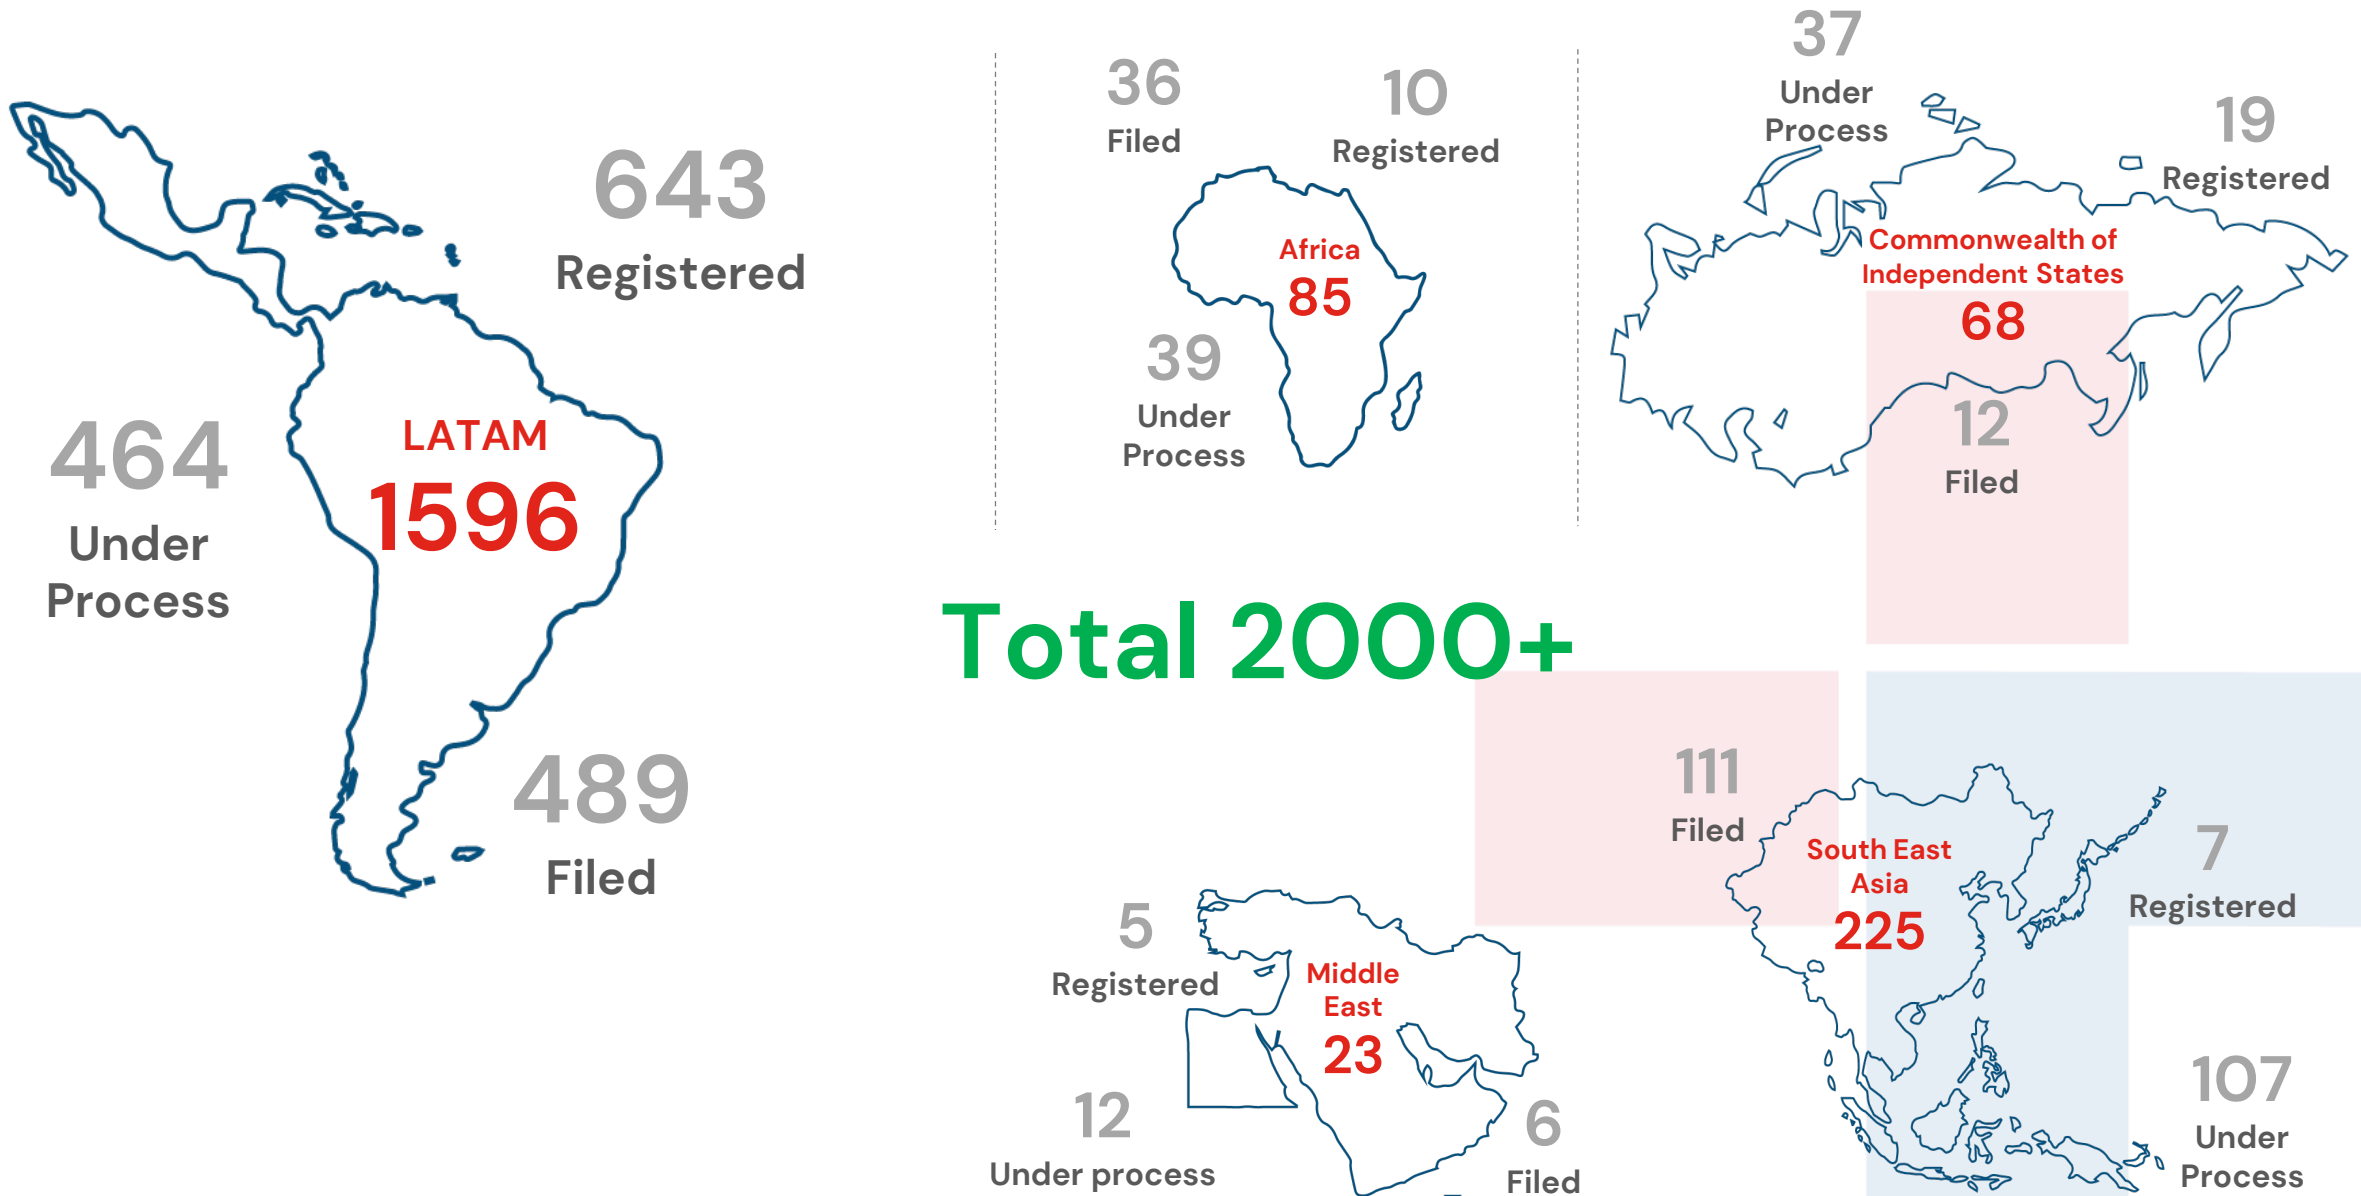 643
Registered
464
Under
Process
LATAM
1596
489
Filed
36
Filed
10
Registered
Africa
85
39
Under
Process
37
Under
Process
19
Registered
Commonwealth of
Independent States
68
12
Filed
Total 2000+
5
Registered
Middle
East
23
12
Under process
6
Filed
111
Filed
South East
Asia
225
7
Registered
107
Under
Process